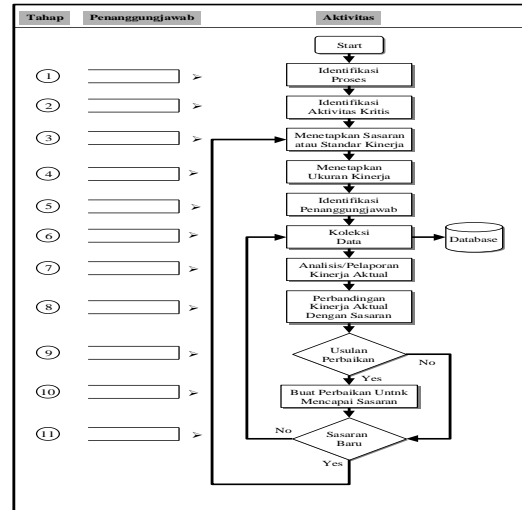 Tahap Penanggungjawab Aktivitas
Start
1
Identifikasi
Proses
2
Identifikasi
Aktivitas Kritis
3
Menetapkan Sasaran
atau Standar Kinerja
4
Menetapkan
Ukuran Kinerja
5
Identifikasi
Penanggungjawab
6
Koleksi
Data
Database
7
Analisis/Pelaporan
Kinerja Aktual
8
Perbandingan
Kinerja Aktual
Dengan Sasaran
9
Usulan
Perbaikan
No
Yes
10
Buat Perbaikan Untnk
Mencapai Sasaran
11
No
Sasaran
Baru
Yes